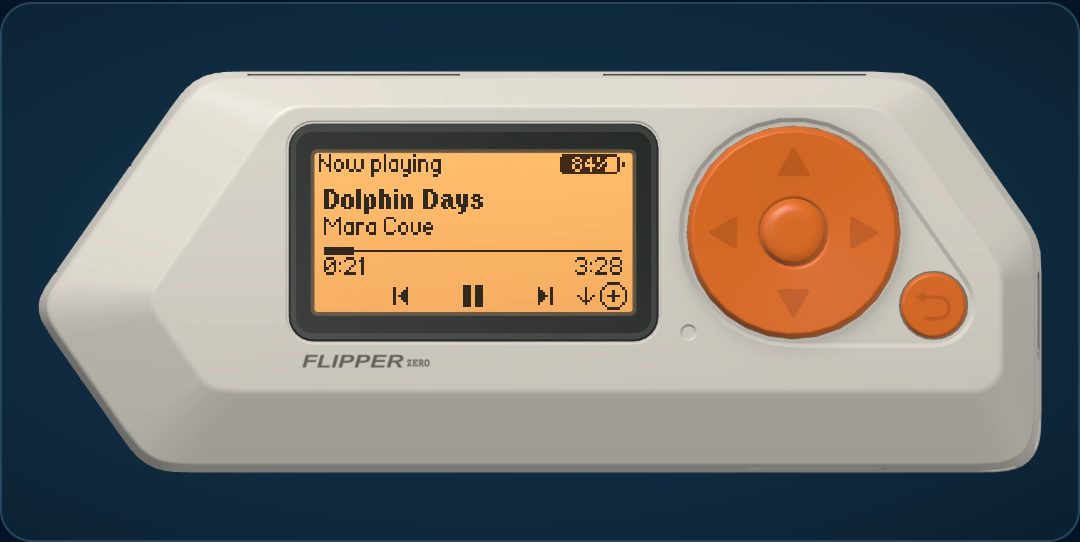 Now playing
84%
Dolphin Days
Mara Cove
0:21
3:28
FLIPPER ZERO